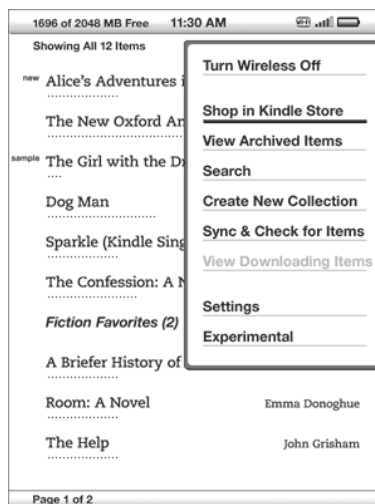 1696 of 2048 MB Free 11:30 AM
Showing All 12 Items
new Alice's Adventures i
The New Oxford Am
sample The Girl with the D
Dog Man
Sparkle (Kindle Sing
The Confession: A N
Fiction Favorites (2)
A Briefer History of
Room: A Novel Emma Donoghue
The Help John Grisham
Page 1 of 2
Turn Wireless Off
Shop in Kindle Store
View Archived Items
Search
Create New Collection
Sync & Check for Items
View Downloading Items
Settings
Experimental